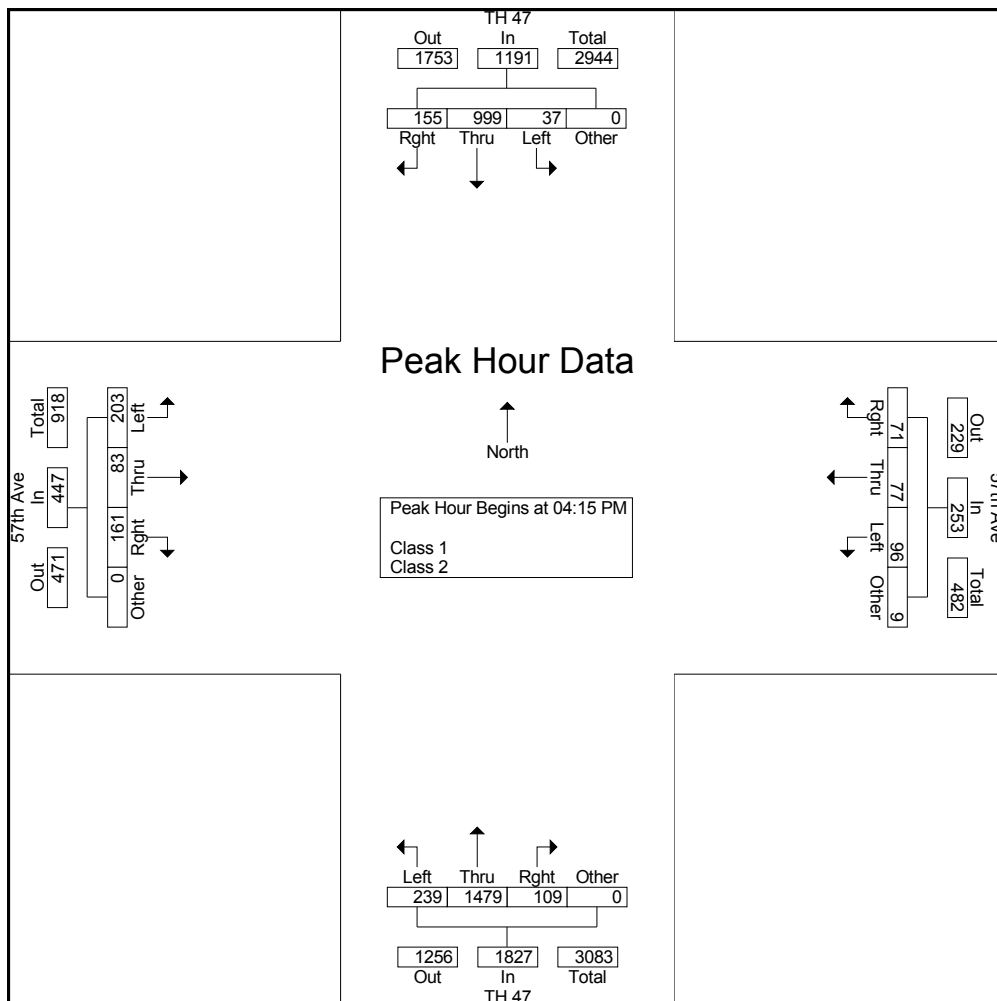 TH 47
Out In Total
1753 1191 2944
155 999 37 0
Rght Thru Left Other
Peak Hour Data
North
Peak Hour Begins at 04:15 PM
Class 1
Class 2
57th Ave
Total In Out
918 447 471
203 83 161 0
Left Thru Rght Other
Rght Thru Left Other
71 77 96 9
Out In Total
229 253 482
57th Ave
Left Thru Rght Other
239 1479 109 0
1256 1827 3083
Out In Total
TH 47